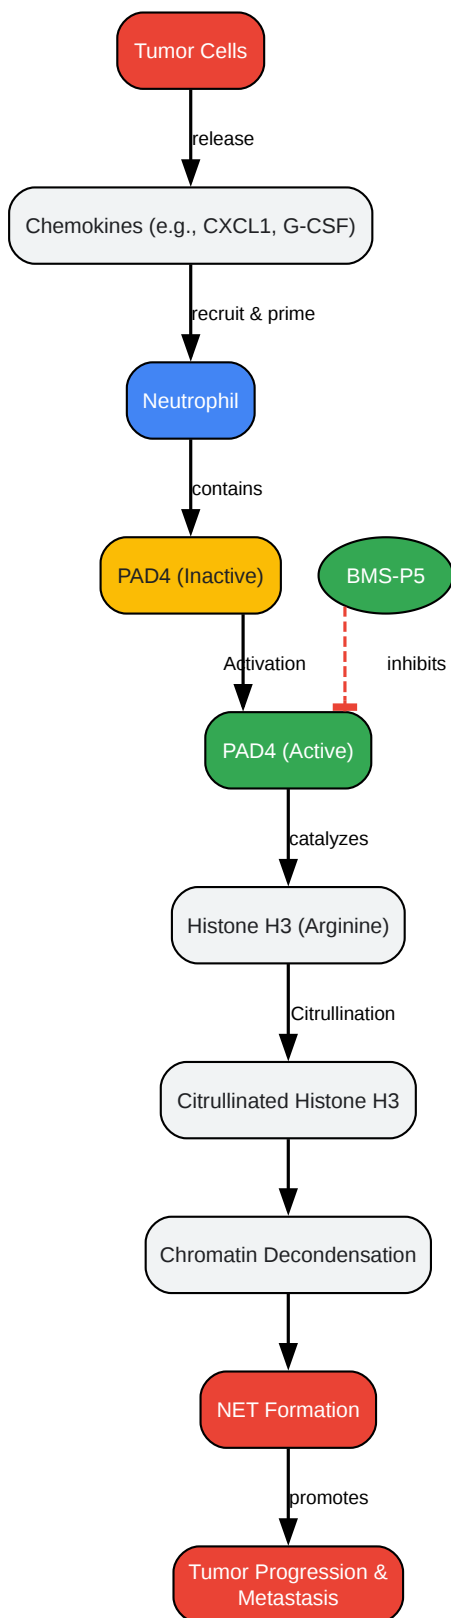 Tumor Cells
release
Chemokines (e.g., CXCL1, G-CSF)
recruit & prime
Neutrophil
contains
PAD4 (Inactive)
BMS-P5
Activation
inhibits
PAD4 (Active)
catalyzes
Histone H3 (Arginine)
Citrullination
Citrullinated Histone H3
Chromatin Decondensation
NET Formation
promotes
Tumor Progression &
Metastasis